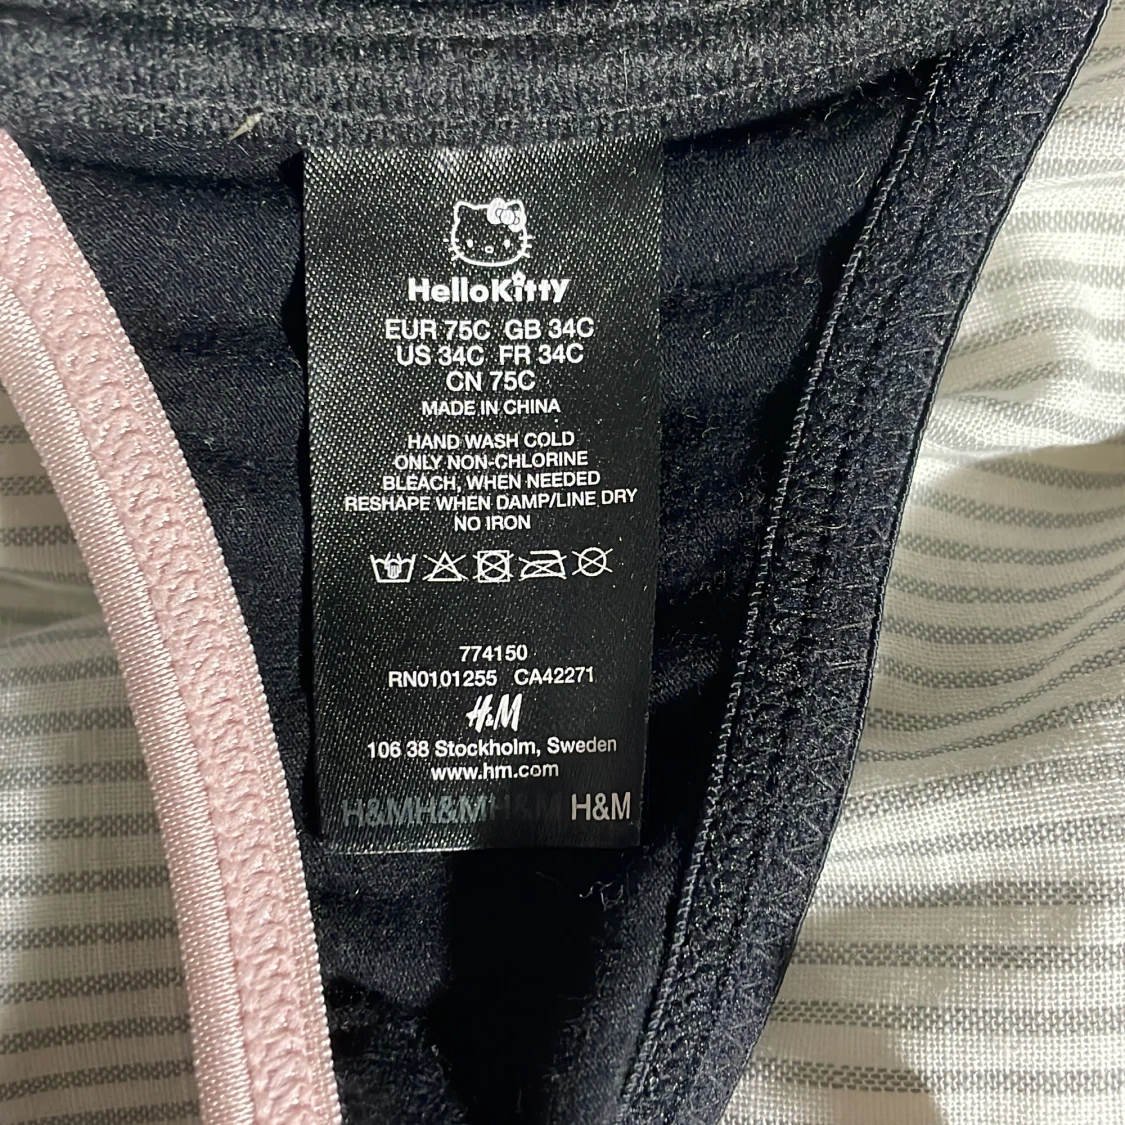 HelloKitty
EUR 75C GB 34C
US 34C FR 34C
CN 75C
MADE IN CHINA
HAND WASH COLD
ONLY NON-CHLORINE
BLEACH, WHEN NEEDED
RESHAPE WHEN DAMP/LINE DRY
NO IRON
774150
RN0101255 CA42271
H&M
106 38 Stockholm, Sweden
www.hm.com
H&MH&MH&M H&M